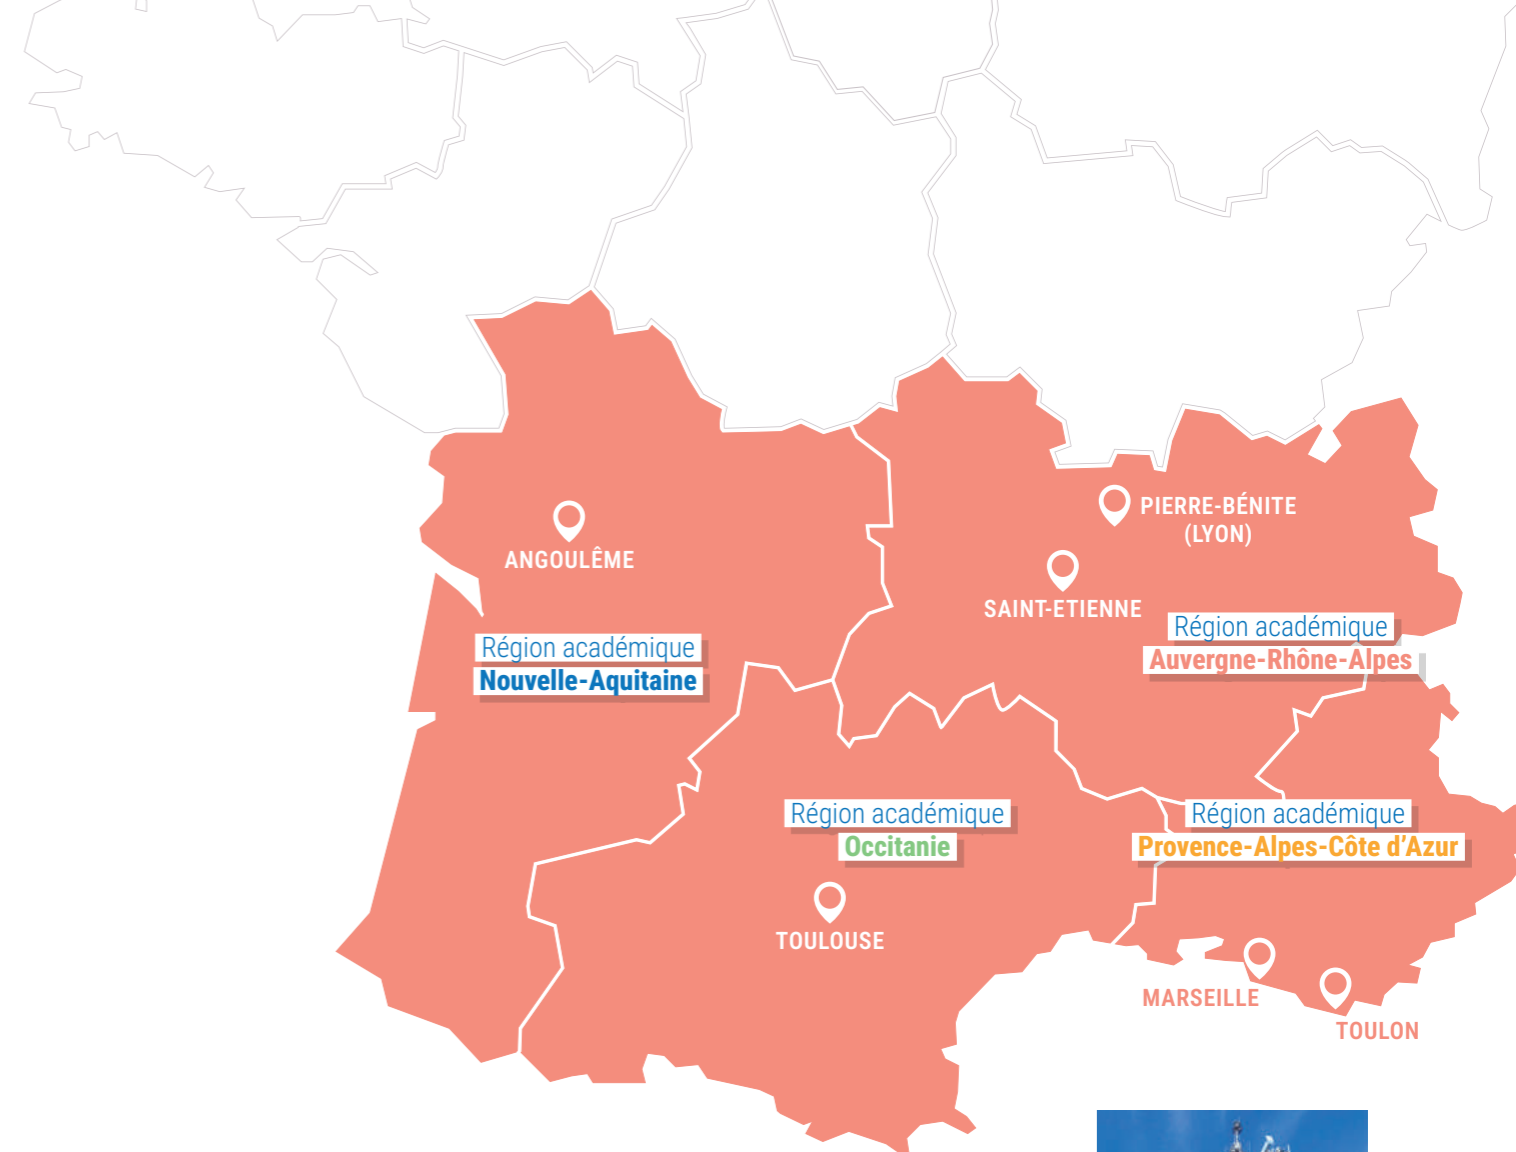 PIERRE-BÉNITE
(LYON)
ANGOULÊME
SAINT-ETIENNE
Région académique
Auvergne-Rhône-Alpes
Région académique
Nouvelle-Aquitaine
Région académique
Occitanie
Région académique
Provence-Alpes-Côte d’Azur
TOULOUSE
MARSEILLE
TOULON